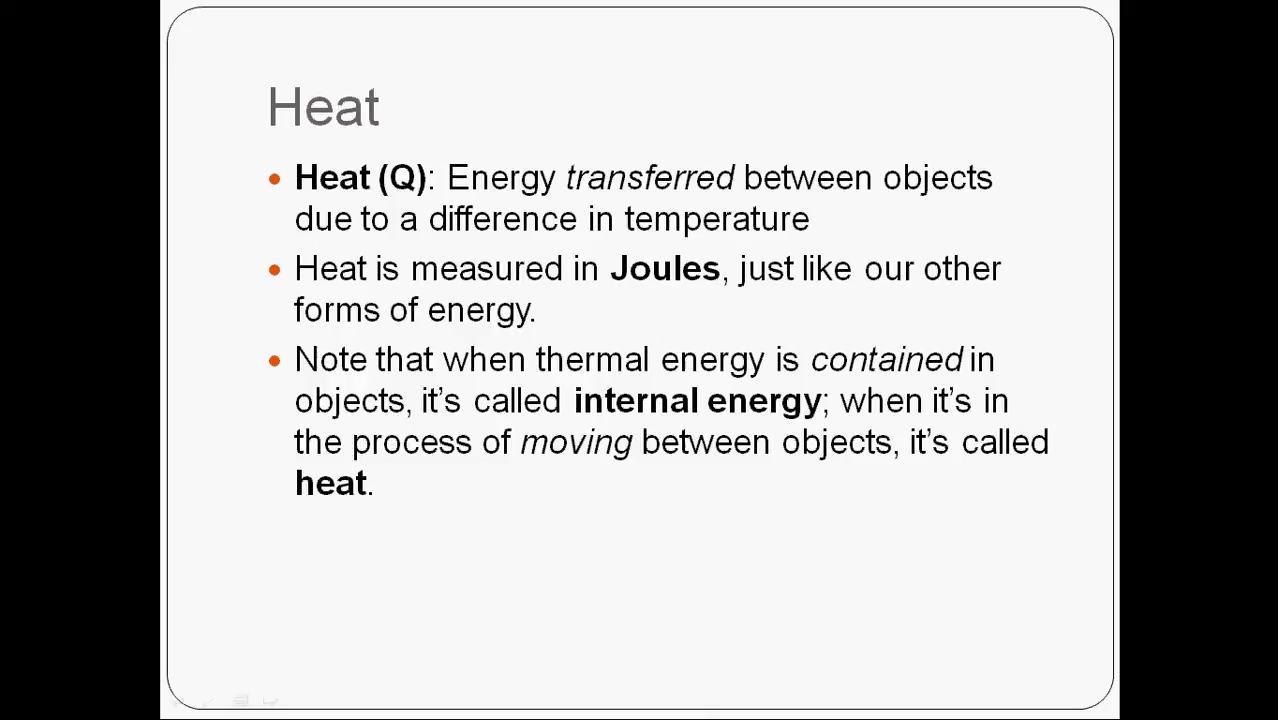 Heat
• Heat (Q): Energy transferred between objects
due to a difference in temperature
• Heat is measured in Joules, just like our other
forms of energy.
• Note that when thermal energy is contained in
objects, it’s called internal energy; when it’s in
the process of moving between objects, it’s called
heat.